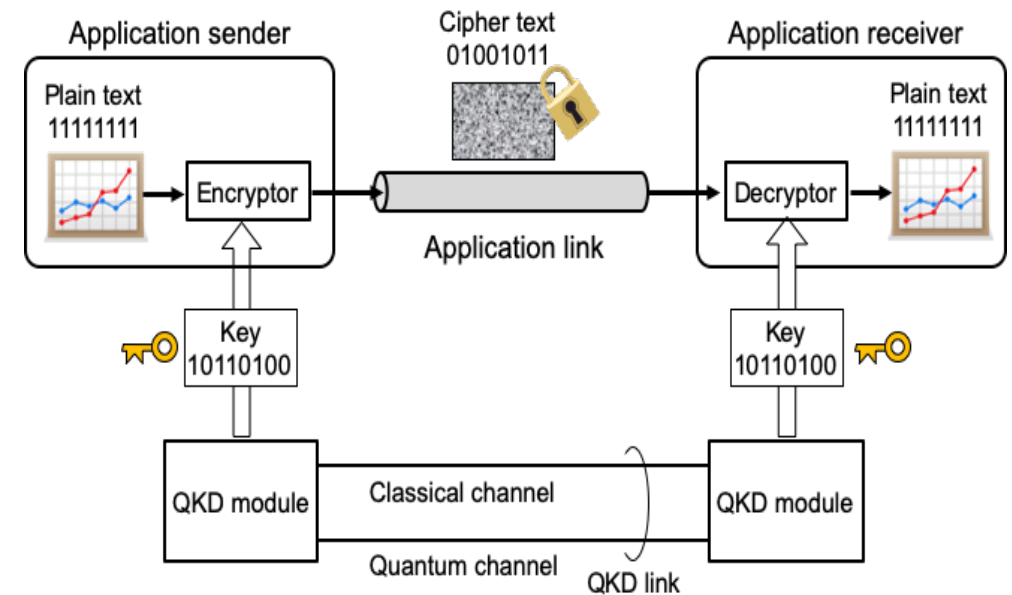 Application sender
Cipher text
01001011
Application receiver
Plain text
11111111
Encryptor
Application link
Decryptor
Plain text
11111111
Key
10110100
Key
10110100
QKD module
Classical channel
Quantum channel
QKD link
QKD module